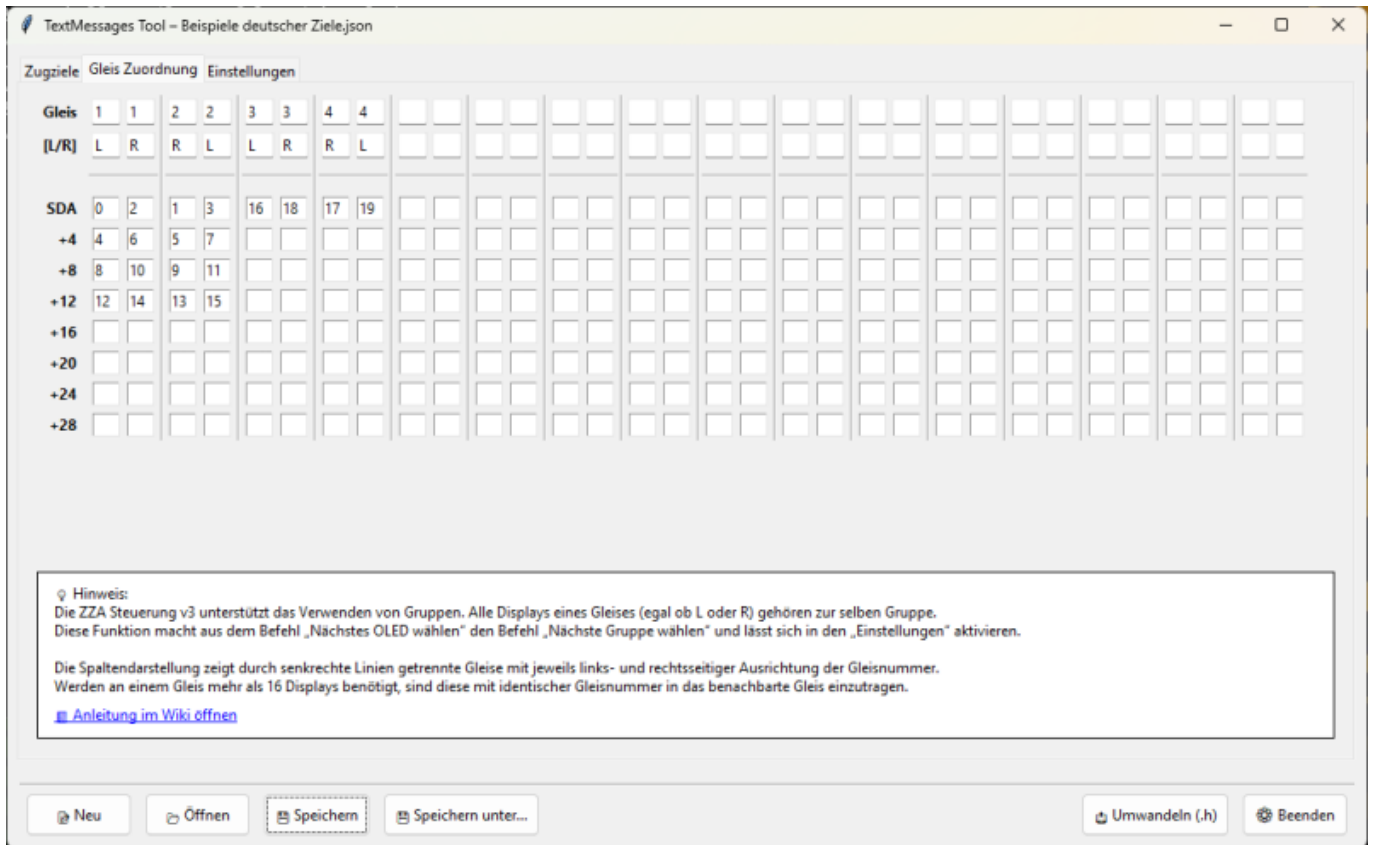 TextMessages Tool – Beispiele deutscher Ziele.json
Zugziele Gleis Zuordnung Einstellungen
Gleis 1 1 2 2 3 3 4 4
[L/R] L R R L L R R L
SDA 0 2 1 3 16 18 17 19
+4 4 6 5 7
+8 8 10 9 11
+12 12 14 13 15
+16
+20
+24
+28
Hinweis:
Die ZZA Steuerung v3 unterstützt das Verwenden von Gruppen. Alle Displays eines Gleises (egal ob L oder R) gehören zur selben Gruppe.
Diese Funktion macht aus dem Befehl „Nächstes OLED wählen" den Befehl „Nächste Gruppe wählen" und lässt sich in den „Einstellungen" aktivieren.
Die Spaltendarstellung zeigt durch senkrechte Linien getrennte Gleise mit jeweils links- und rechtsseitiger Ausrichtung der Gleisnummer.
Werden an einem Gleis mehr als 16 Displays benötigt, sind diese mit identischer Gleisnummer in das benachbarte Gleis einzutragen.
Anleitung im Wiki öffnen
Neu Öffnen Speichern Speichern unter... Umwandeln (.h) Beenden